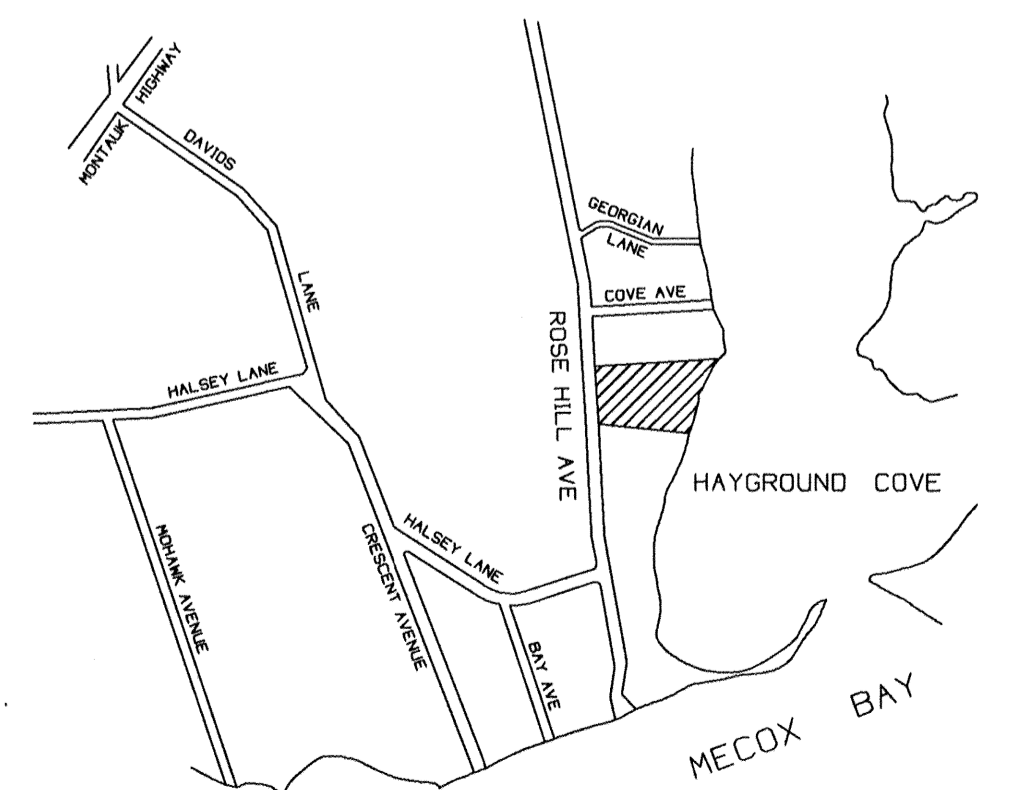 MONTAUK HIGHWAY
DAVIDS
LANE
GEORGIAN
LANE
COVE AVE
ROSE HILL AVE
HALSEY LANE
HAYGROUND COVE
MOHAWK AVENUE
CRESCENT AVENUE
HALSEY LANE
BAY AVE
MECOX BAY